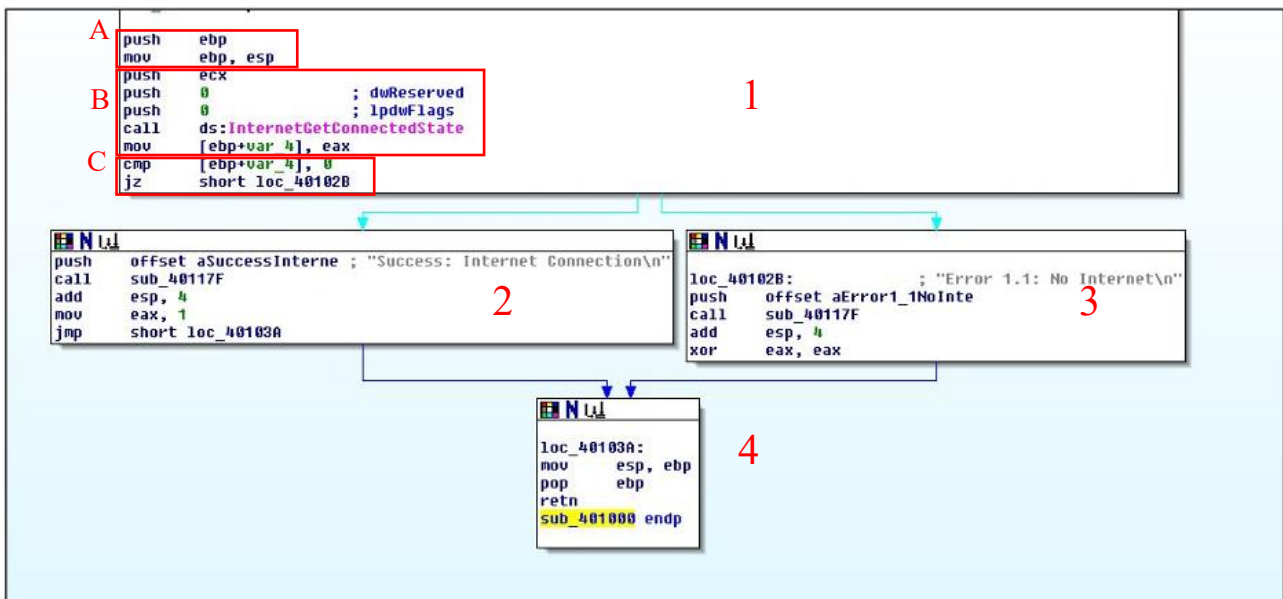 A
push ebp
mov ebp, esp
B
push ecx
push 0 ; dwReserved
push 0 ; lpdwFlags
call ds:InternetGetConnectedState
mov [ebp+var_4], eax
C
cmp [ebp+var_4], 0
jz short loc_40102B
1
push offset aSuccessInterne ; "Success: Internet Connection\n"
call sub_40117F
add esp, 4
mov eax, 1
jmp short loc_40103A
2
loc_40102B: ; "Error 1.1: No Internet\n"
push offset aError1_1NoInte
call sub_40117F
add esp, 4
xor eax, eax
3
loc_40103A:
mov esp, ebp
pop ebp
retn
sub_401000 endp
4